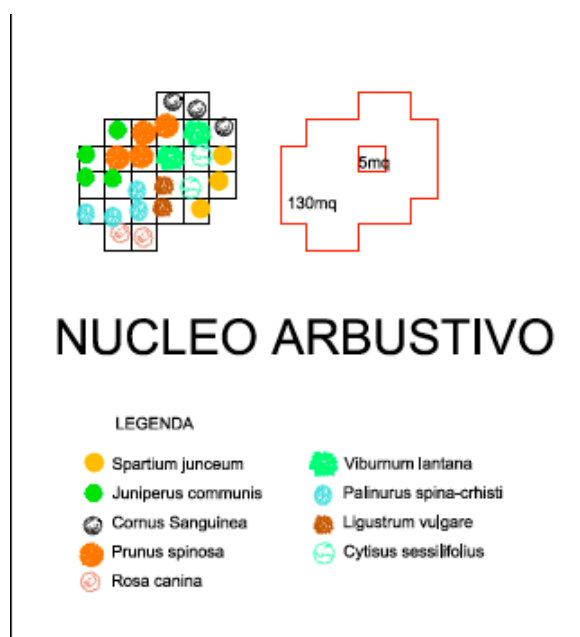 5mq
130mq
NUCLEO ARBUSTIVO
LEGENDA
Spartium junceum
Juniperus communis
Cornus Sanguinea
Prunus spinosa
Rosa canina
Viburnum lantana
Palinurus spina-crhisti
Ligustrum vulgare
Cytisus sessilifolius